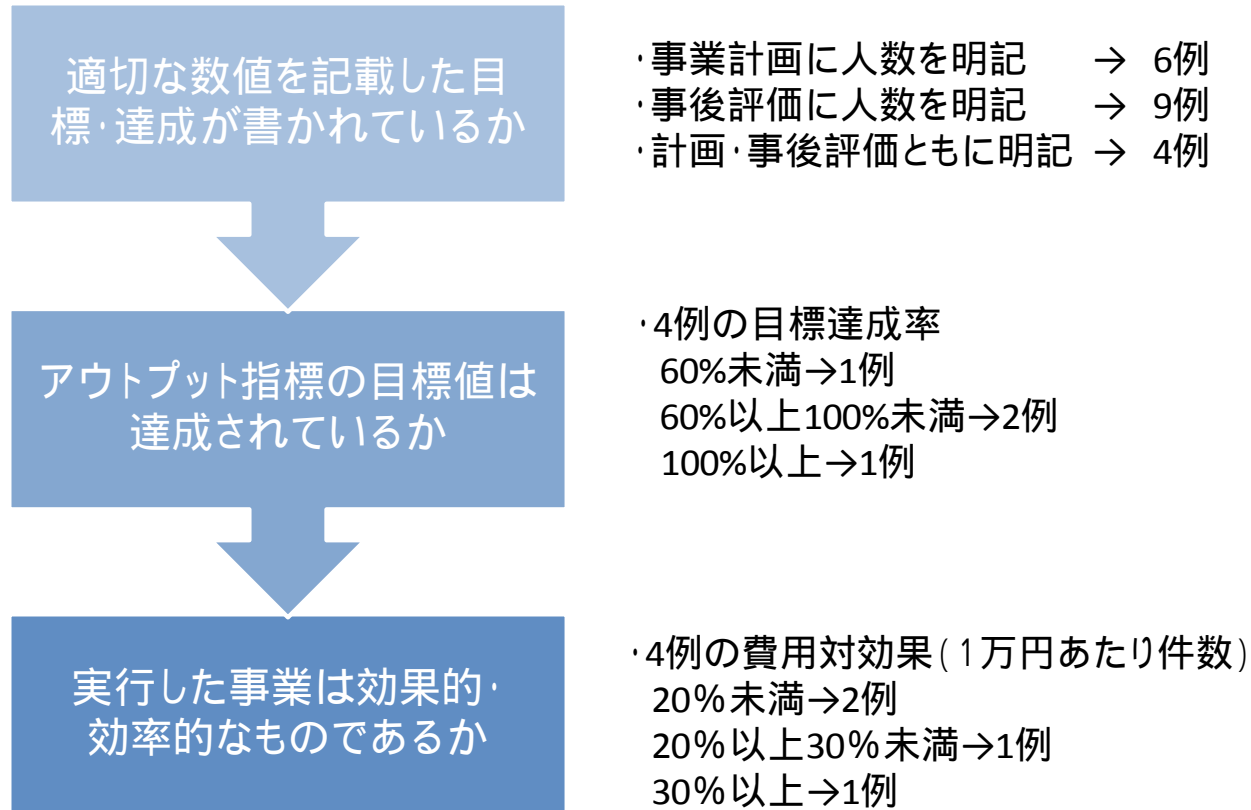 適切な数値を記載した目
標・達成が書かれているか
・事業計画に人数を明記 → 6例
・事後評価に人数を明記 → 9例
・計画・事後評価ともに明記 → 4例
アウトプット指標の目標値は
達成されているか
・4例の目標達成率
60%未満→1例
60%以上100%未満→2例
100%以上→1例
実行した事業は効果的・
効率的なものであるか
・4例の費用対効果(1万円あたり件数)
20%未満→2例
20%以上30%未満→1例
30%以上→1例